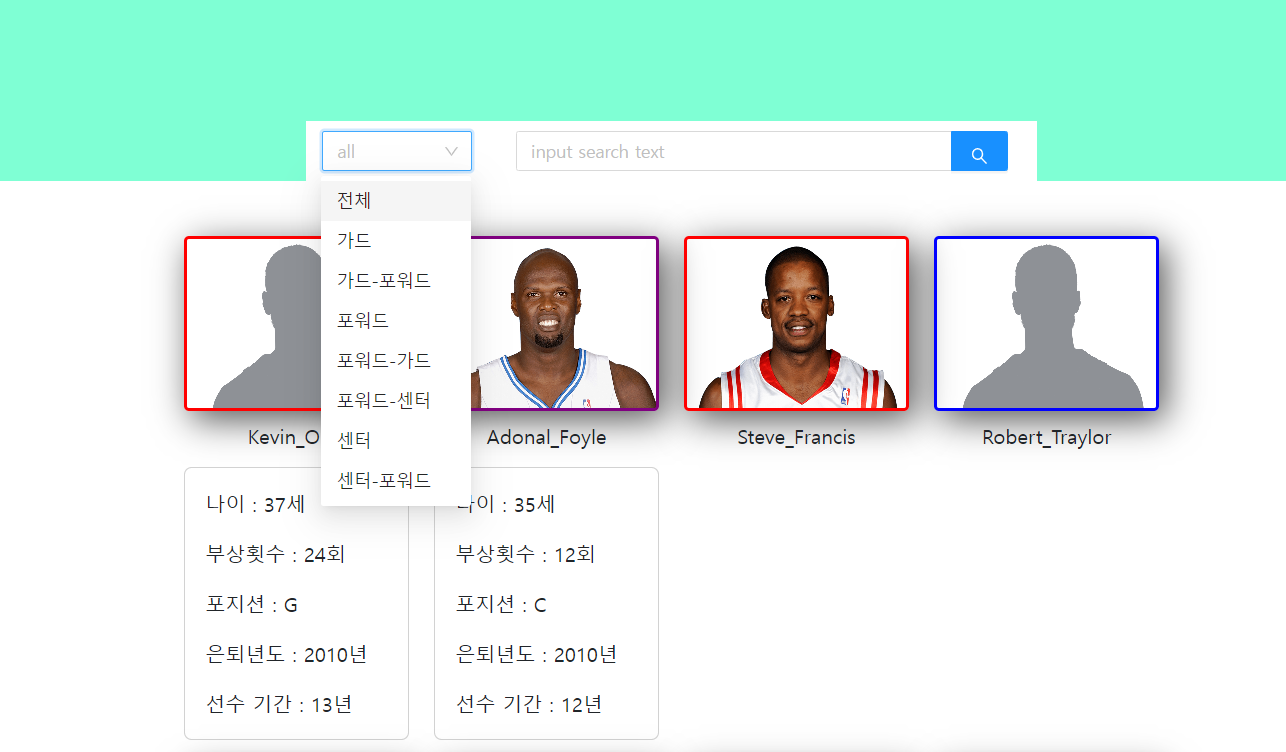 all
input search text
전체
가드
가드-포워드
포워드
포워드-가드
포워드-센터
센터
센터-포워드
Kevin_O
Adonal_Foyle
Steve_Francis
Robert_Traylor
나이 : 37세
부상횟수 : 24회
포지션 : G
은퇴년도 : 2010년
선수 기간 : 13년
나이 : 35세
부상횟수 : 12회
포지션 : C
은퇴년도 : 2010년
선수 기간 : 12년